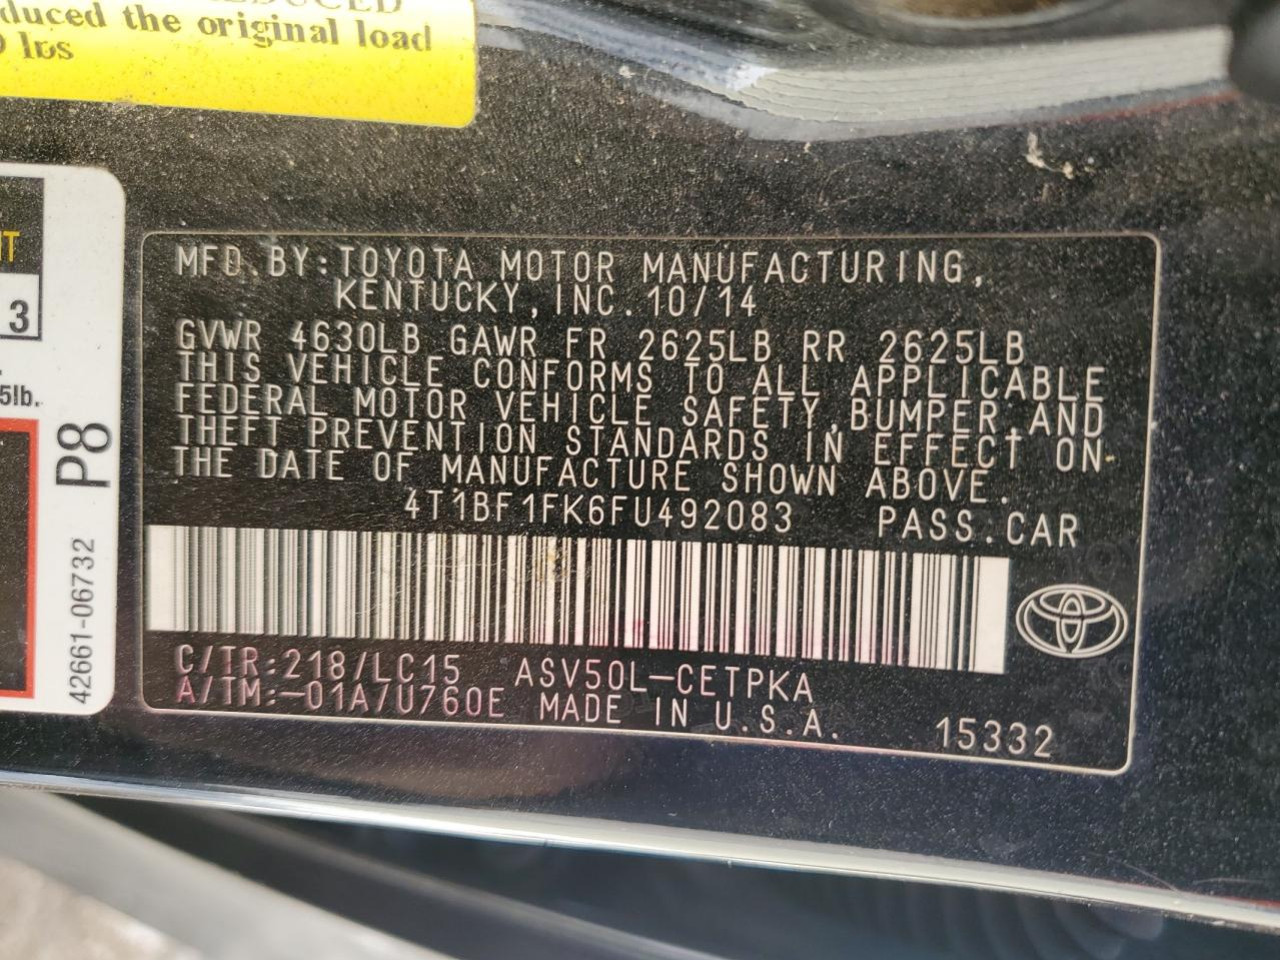 duced the original load
lbs
3
5lb.
P8
42661-06732
MFD.BY:TOYOTA MOTOR MANUFACTURING,
KENTUCKY,INC.10/14
GVWR 4630LB GAWR FR 2625LB RR 2625LB
THIS VEHICLE CONFORMS TO ALL APPLICABLE
FEDERAL MOTOR VEHICLE SAFETY,BUMPER,AND
THEFT PREVENTION STANDARDS IN EFFECT ON
THE DATE OF MANUFACTURE SHOWN ABOVE.
4T1BF1FK6FU492083 PASS.CAR
C/TR:218/LC15 ASV50L-CETPKA
A/TM:-01A/U760E MADE IN U.S.A. 15332